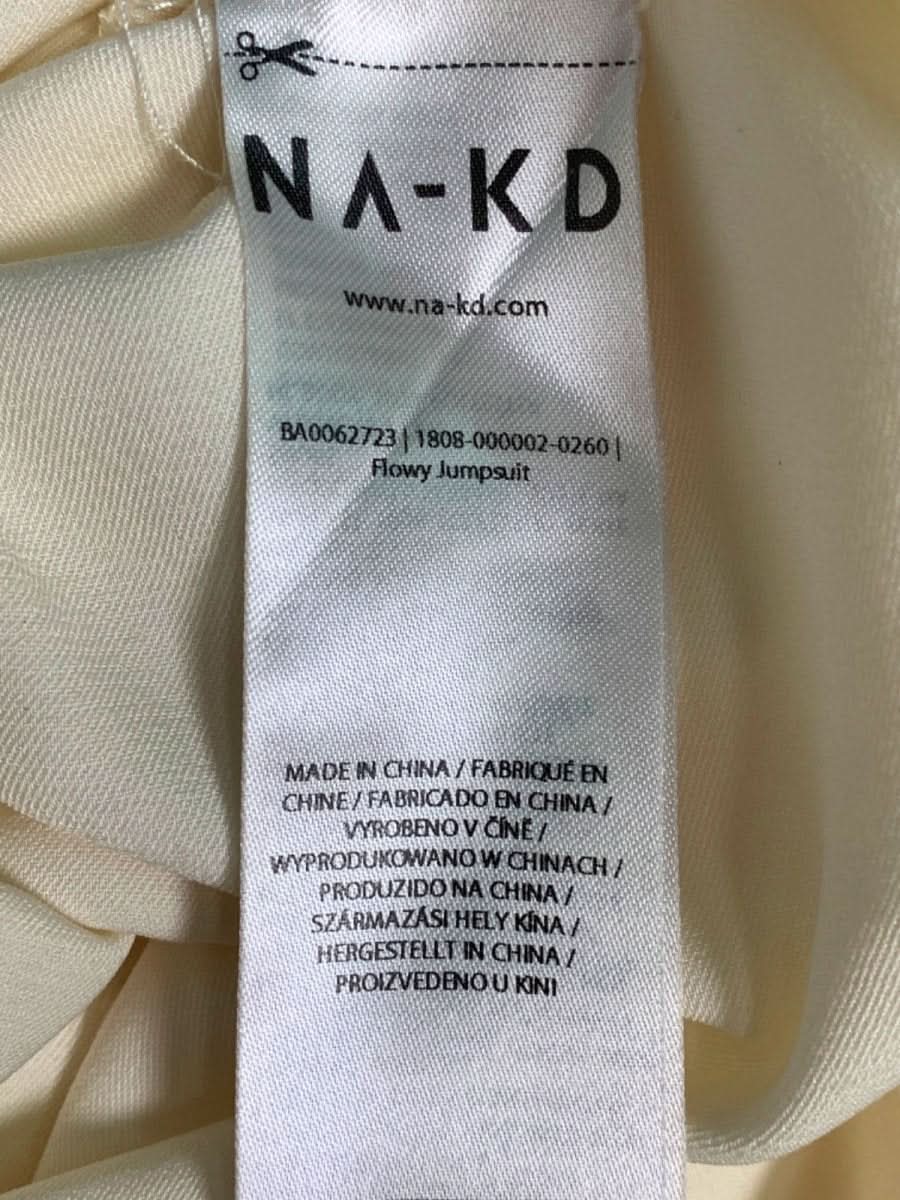 NA-KD
www.na-kd.com
BA0062723 | 1808-000002-0260 |
Flowy Jumpsuit
MADE IN CHINA / FABRIQUÉ EN
CHINE / FABRICADO EN CHINA /
VYROBENO V ČÍNĚ /
WYPRODUKOWANO W CHINACH /
PRODUZIDO NA CHINA /
SZÁRMAZÁSI HELY KÍNA /
HERGESTELLT IN CHINA /
PROIZVEDENO U KINI